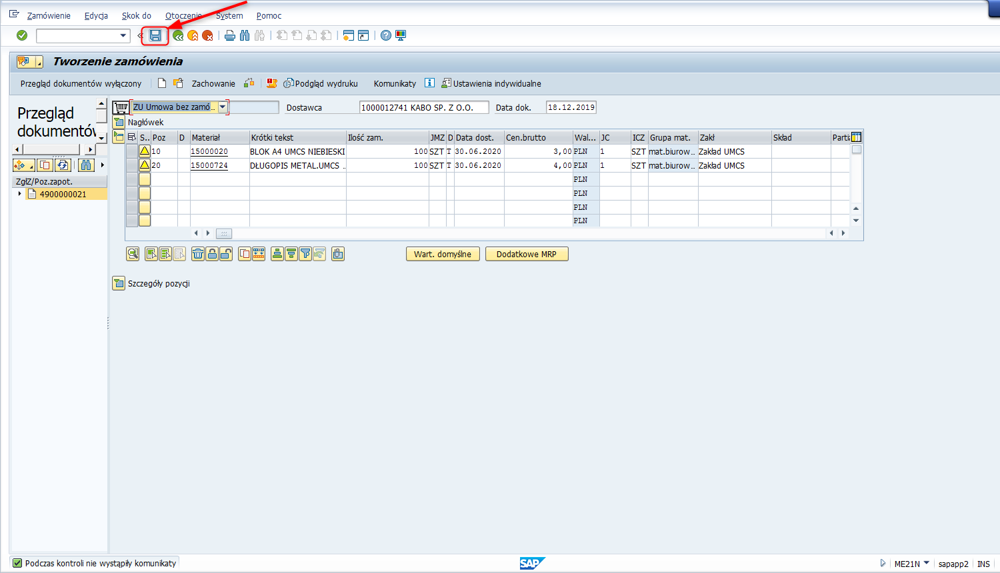 Zamówienie Edycja Skok do Otoczenie System Pomoc
Tworzenie zamówienia
Przegląd dokumentów wyłączony Zachowanie Podgląd wydruku Komunikaty Ustawienia indywidualne
Przegląd
dokumentów
ZgłZ/Poz.zapot.
4900000021
ZU Umowa bez zamó... Dostawca 1000012741 KABO SP. Z O.O. Data dok. 18.12.2019
Nagłówek
S.. Poz D Materiał Krótki tekst Ilość zam. JMZ D Data dost. Cen.brutto Wal... JC ICZ Grupa mat. Zakł Skład Partia
10 15000020 BLOK A4 UMCS NIEBIESKI 100 SZT T 30.06.2020 3,00 PLN 1 SZT mat.biurow... Zakład UMCS
20 15000724 DŁUGOPIS METAL.UMCS .. 100 SZT T 30.06.2020 4,00 PLN 1 SZT mat.biurow... Zakład UMCS
PLN
PLN
PLN
PLN
Wart. domyślne Dodatkowe MRP
Szczegóły pozycji
Podczas kontroli nie wystąpiły komunikaty SAP ME21N sapapp2 INS